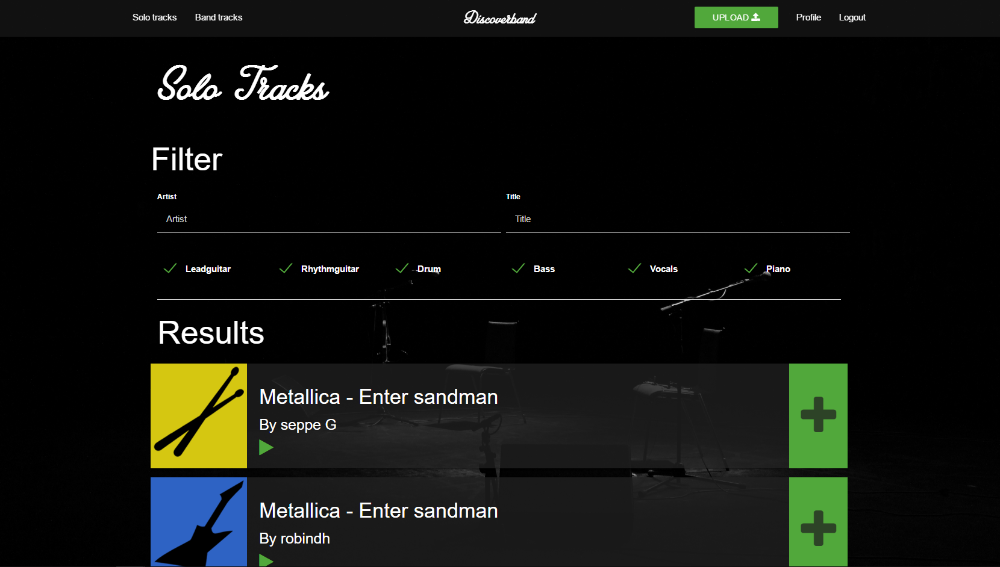 Solo tracks Band tracks Discoverband UPLOAD Profile Logout
Solo Tracks
Filter
Artist Title
Artist Title
Leadguitar Rhythmguitar Drum Bass Vocals Piano
Results
Metallica - Enter sandman
By seppe G
Metallica - Enter sandman
By robindh